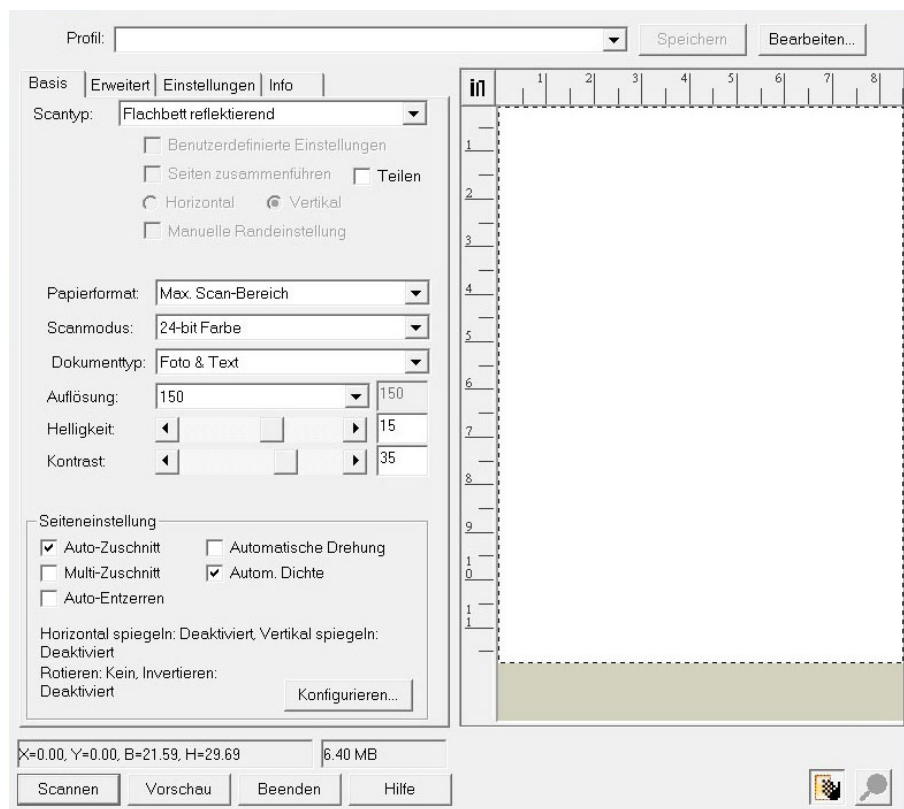 Profil: Speichern Bearbeiten...
Basis Erweitert Einstellungen Info
Scantyp: Flachbett reflektierend
Benutzerdefinierte Einstellungen
Seiten zusammenführen Teilen
Horizontal Vertikal
Manuelle Randeinstellung
Papierformat: Max. Scan-Bereich
Scanmodus: 24-bit Farbe
Dokumenttyp: Foto & Text
Auflösung: 150 150
Helligkeit: 15
Kontrast: 35
Seiteneinstellung
Auto-Zuschnitt Automatische Drehung
Multi-Zuschnitt Autom. Dichte
Auto-Entzerren
Horizontal spiegeln: Deaktiviert, Vertikal spiegeln:
Deaktiviert
Rotieren: Kein, Invertieren:
Deaktiviert
Konfigurieren...
X=0.00, Y=0.00, B=21.59, H=29.69 6.40 MB
Scannen Vorschau Beenden Hilfe
in 1 2 3 4 5 6 7 8
1
2
3
4
5
6
7
8
9
10
11